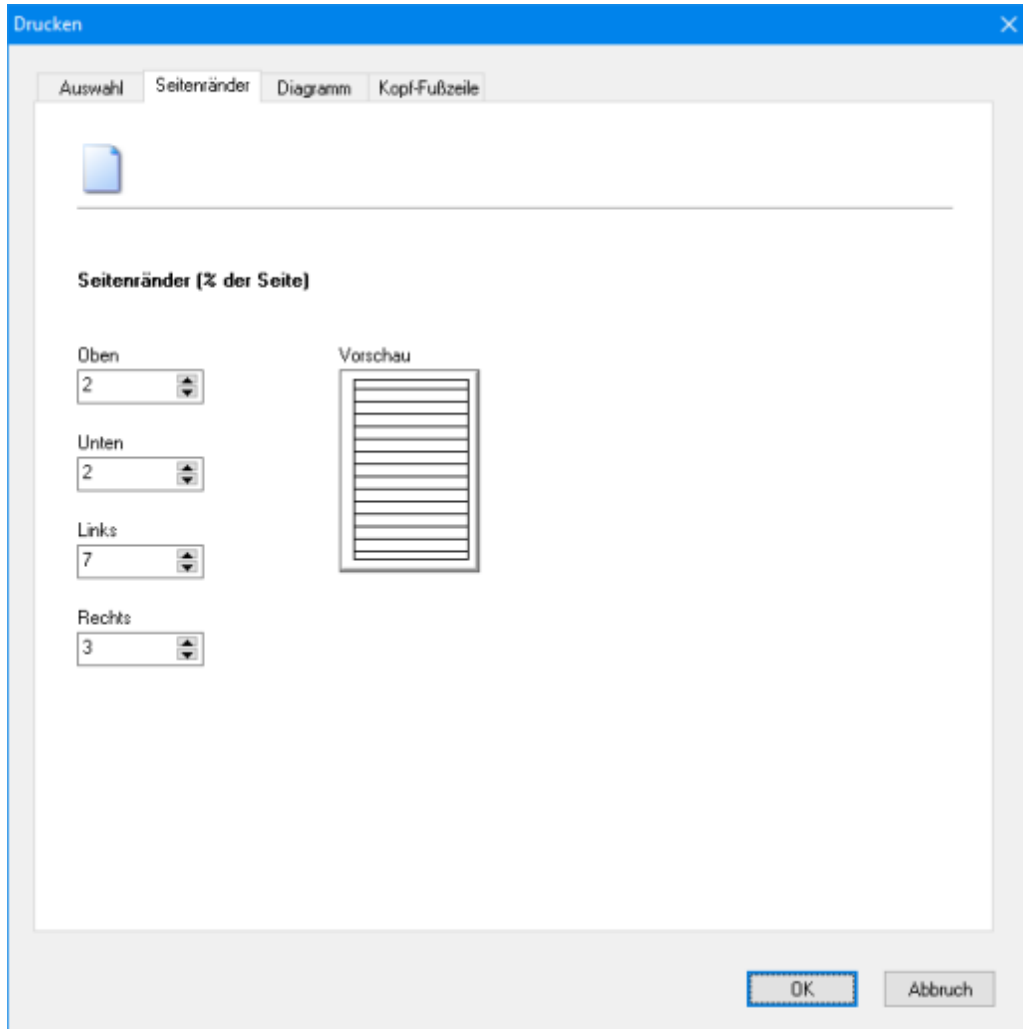 Drucken
Auswahl Seitenränder Diagramm Kopf-Fußzeile
Seitenränder (% der Seite)
Oben Vorschau
2
Unten
2
Links
7
Rechts
3
OK Abbruch